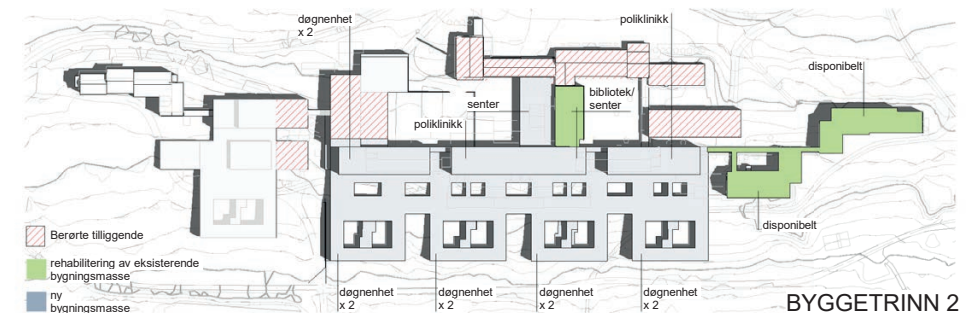 døgnenhet
x 2
poliklinikk
disponibelt
bibliotek/
senter
senter
poliklinikk
disponibelt
Berørte tilliggende
rehabilitering av eksisterende
bygningsmasse
ny
bygningsmasse
døgnenhet
x 2
døgnenhet
x 2
døgnenhet
x 2
døgnenhet
x 2
BYGGETRINN 2